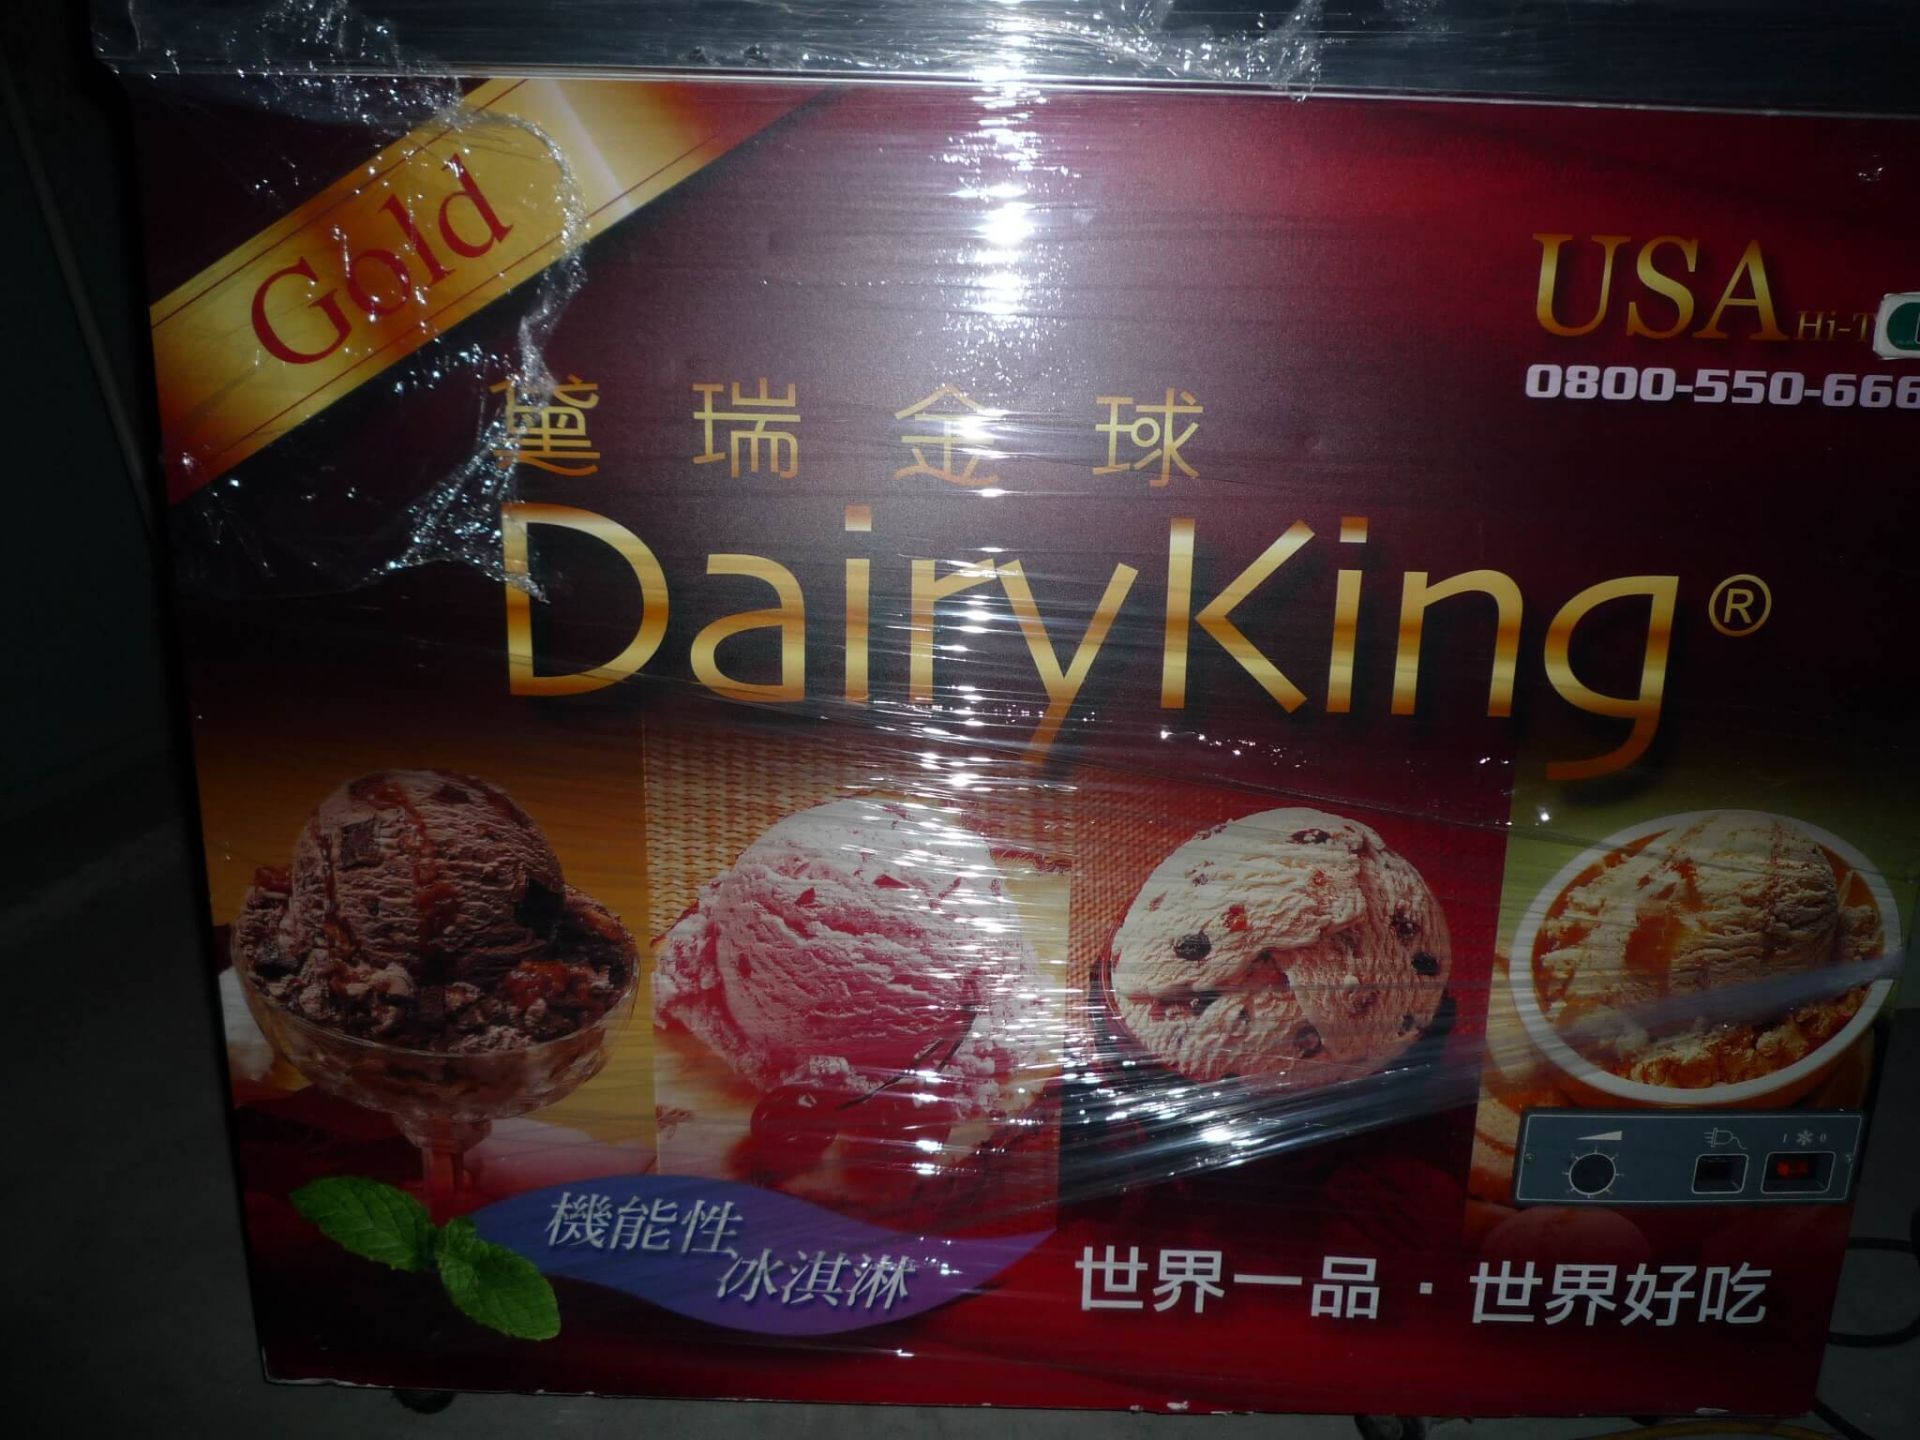 Gold
USA Hi-T
0800-550-666
黛瑞金球
DairyKing®
I 0
機能性
冰淇淋
世界一品·世界好吃